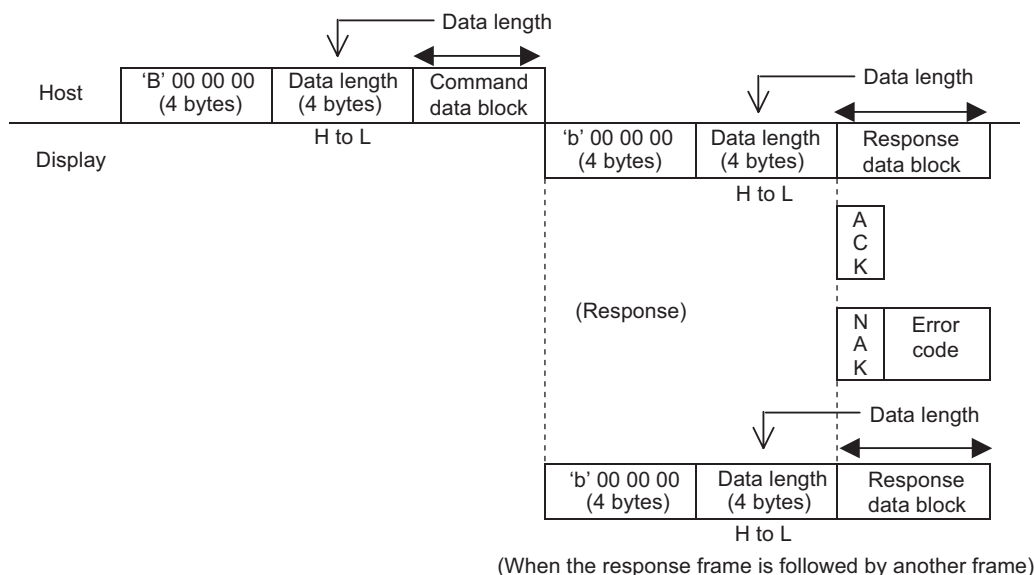 Data length
Host
‘B’ 00 00 00
(4 bytes)
Data length
(4 bytes)
Command
data block
H to L
Data length
Display
‘b’ 00 00 00
(4 bytes)
Data length
(4 bytes)
Response
data block
H to L
A
C
K
(Response)
N
A
K
Error
code
Data length
‘b’ 00 00 00
(4 bytes)
Data length
(4 bytes)
Response
data block
H to L
(When the response frame is followed by another frame)